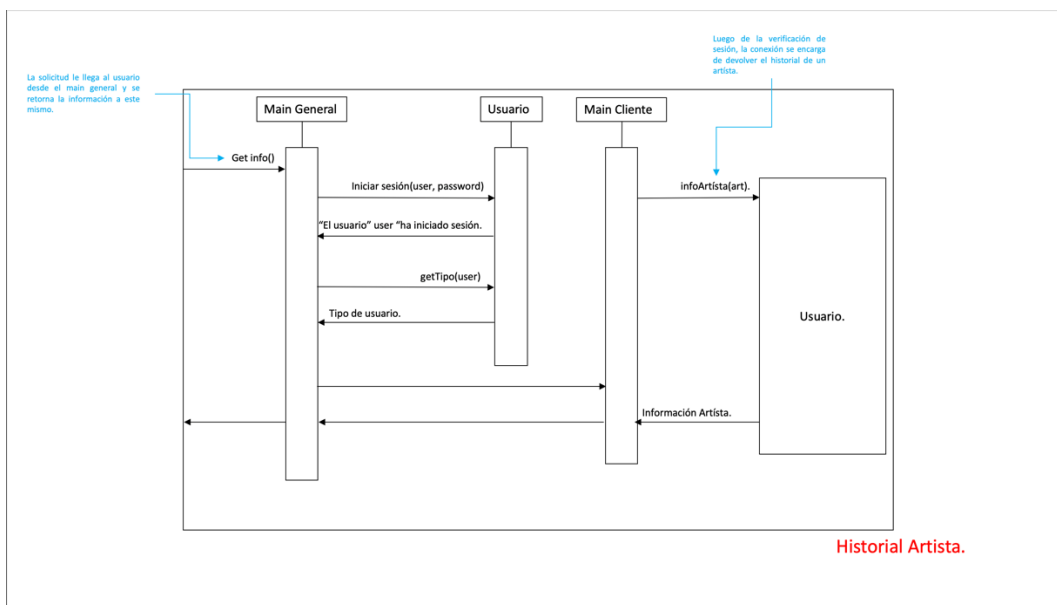 Luego de la verificación de
sesión, la conexión se encarga
de devolver el historial de un
artísta.
La solicitud le llega al usuario
desde el main general y se
retorna la información a este
mismo.
Main General
Usuario
Main Cliente
Get info()
Iniciar sesión(user, password)
infoArtísta(art).
“El usuario” user “ha iniciado sesión.
getTipo(user)
Tipo de usuario.
Usuario.
Información Artísta.
Historial Artista.